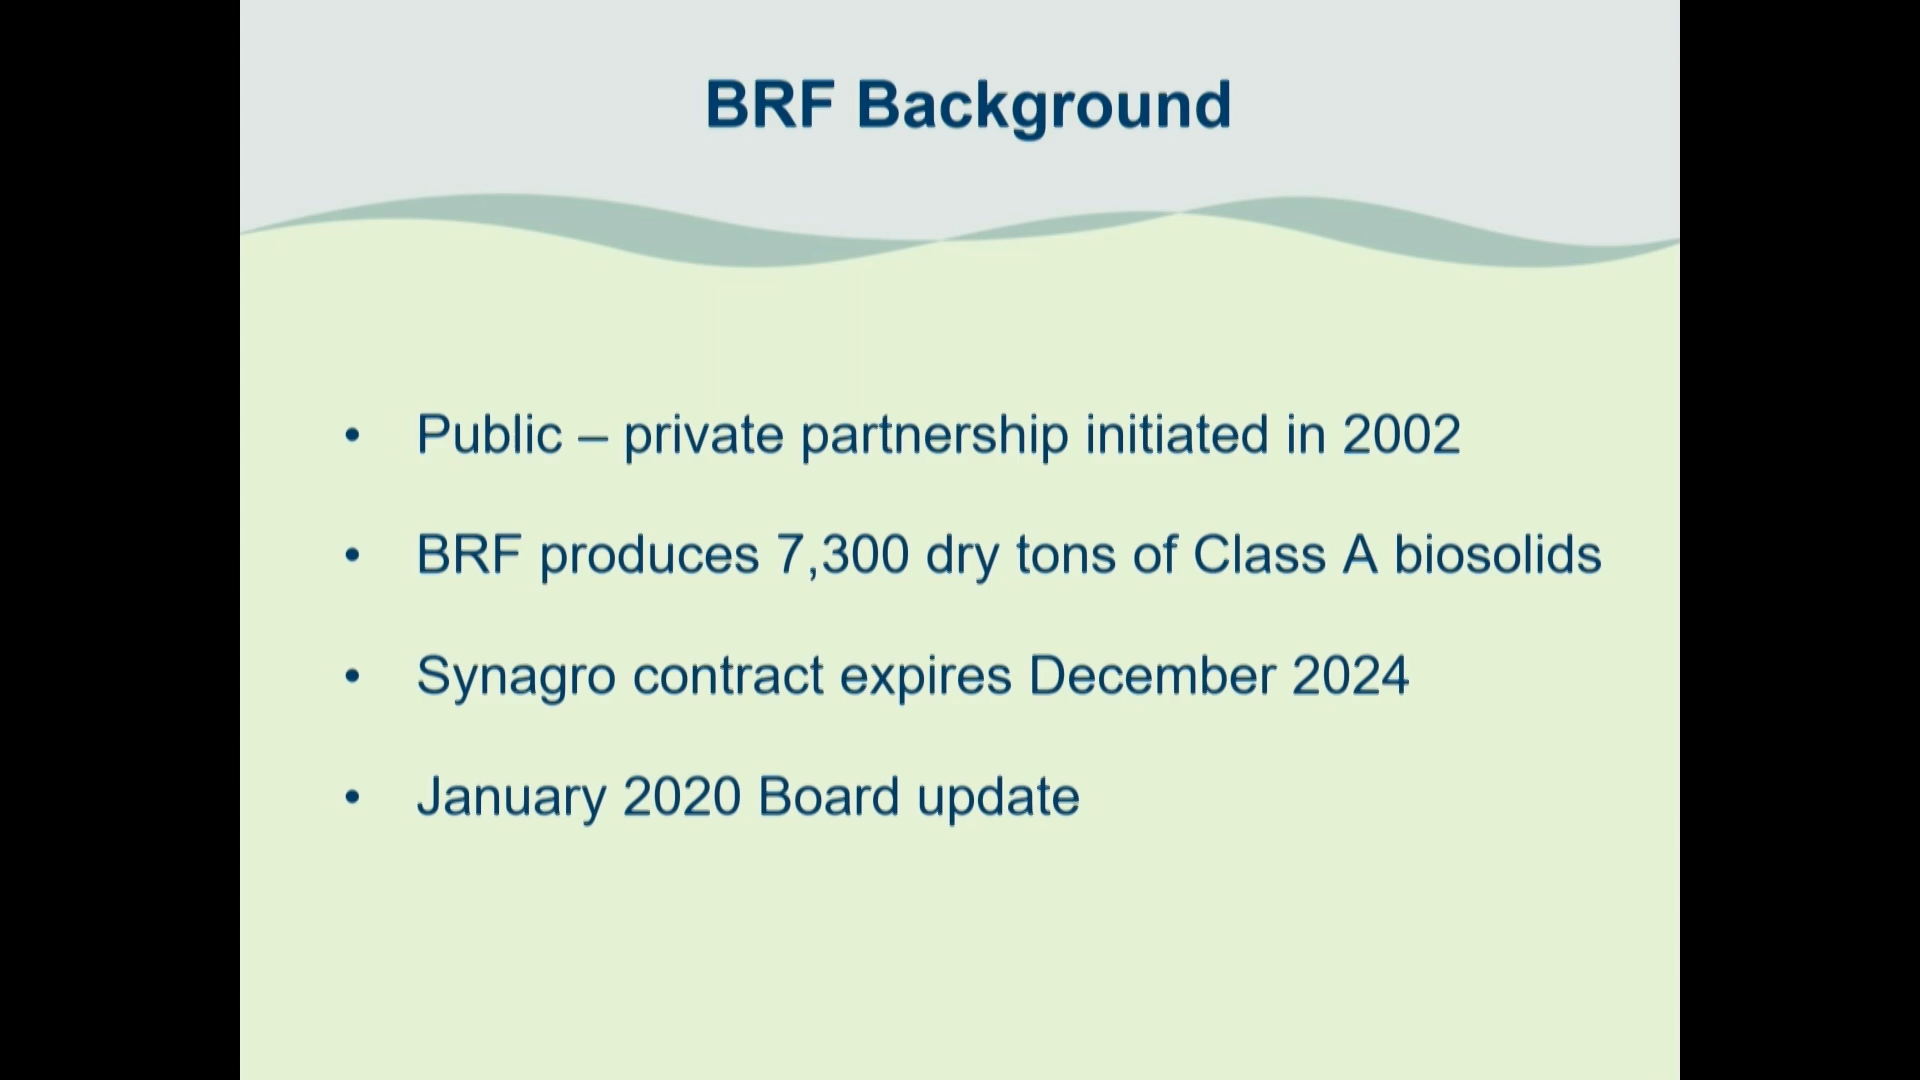 BRF Background
• Public – private partnership initiated in 2002
• BRF produces 7,300 dry tons of Class A biosolids
• Synagro contract expires December 2024
• January 2020 Board update